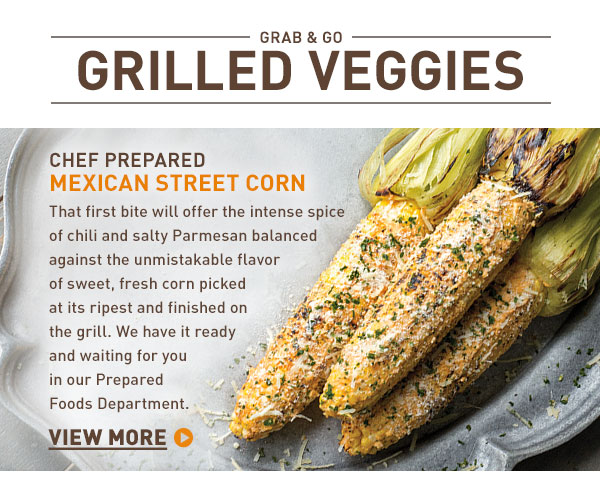 GRAB & GO
GRILLED VEGGIES
CHEF PREPARED
MEXICAN STREET CORN
That first bite will offer the intense spice
of chili and salty Parmesan balanced
against the unmistakable flavor
of sweet, fresh corn picked
at its ripest and finished on
the grill. We have it ready
and waiting for you
in our Prepared
Foods Department.
VIEW MORE